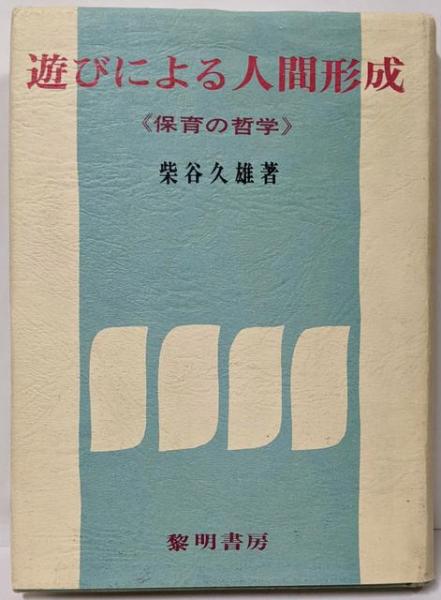 遊びによる人間形成
《保育の哲学》
柴谷久雄著
黎明書房